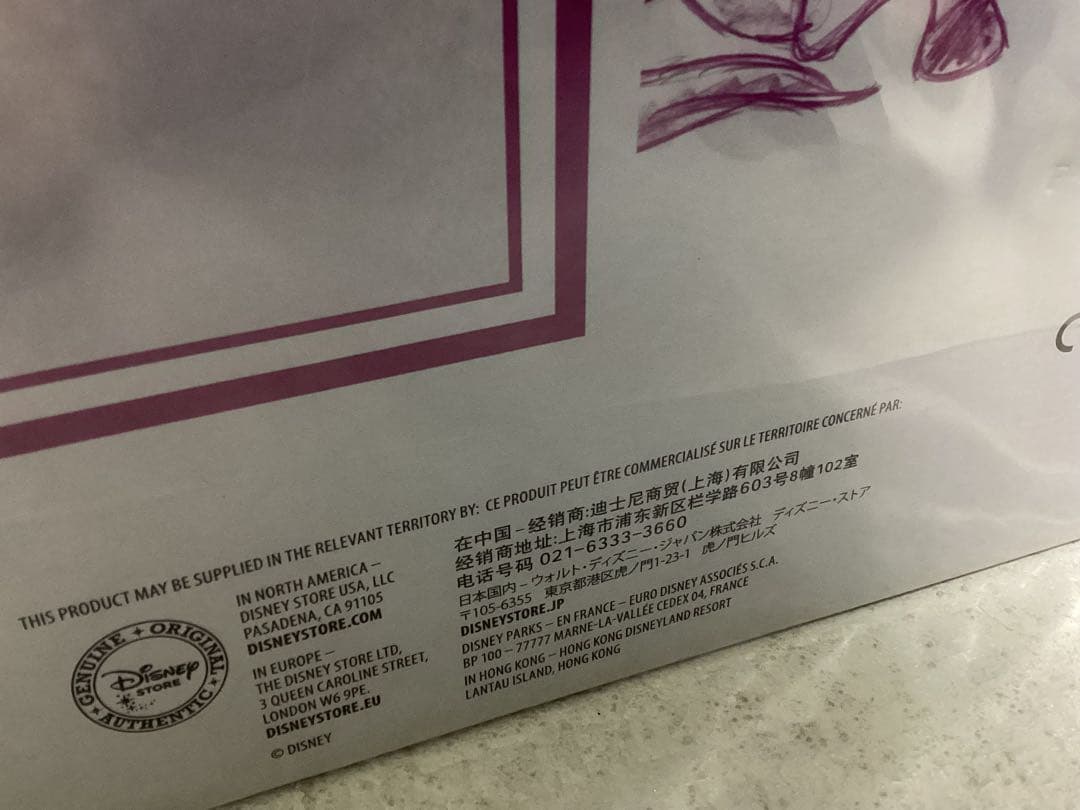 THIS PRODUCT MAY BE SUPPLIED IN THE RELEVANT TERRITORY BY: CE PRODUIT PEUT ÊTRE COMMERCIALISÉ SUR LE TERRITOIRE CONCERNÉ PAR:
GENUINE ORIGINAL
DISNEY
STORE
AUTHENTIC
IN NORTH AMERICA –
DISNEY STORE USA, LLC
PASADENA, CA 91105
DISNEYSTORE.COM
IN EUROPE –
THE DISNEY STORE LTD,
3 QUEEN CAROLINE STREET,
LONDON W6 9PE.
DISNEYSTORE.EU
© DISNEY
在中国–经销商:迪士尼商贸(上海)有限公司
经销商地址:上海市浦东新区栏学路603号8幢102室
电话号码 021-6333-3660
日本国内–ウォルト・ディズニー・ジャパン株式会社 ディズニー・ストア
〒105-6355 東京都港区虎ノ門1-23-1 虎ノ門ヒルズ
DISNEYSTORE.JP
DISNEY PARKS – EN FRANCE – EURO DISNEY ASSOCIÉS S.C.A.
BP 100 – 77777 MARNE-LA-VALLÉE CEDEX 04, FRANCE
IN HONG KONG – HONG KONG DISNEYLAND RESORT
LANTAU ISLAND, HONG KONG